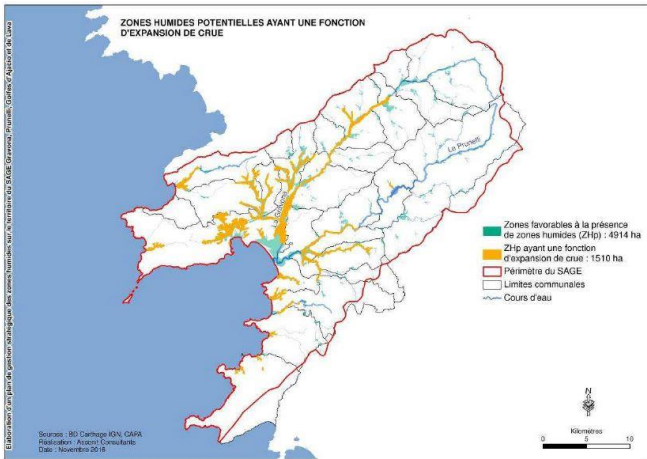 ZONES HUMIDES POTENTIELLES AYANT UNE FONCTION
D'EXPANSION DE CRUE
Elaboration d'un plan de gestion stratégique des zones humides sur le territoire du SAGE Gravona, Prunelli, Golfes d'Ajaccio et de Lava
Le Prunelli
Zones favorables à la présence
de zones humides (ZHp) : 4914 ha
ZHp ayant une fonction
d'expansion de crue : 1510 ha
Périmètre du SAGE
Limites communales
Cours d'eau
N
Kilomètres
0 5 10
Sources : BD Carthage IGN, CAPA
Réalisation : Asconit Consultants
Date : Novembre 2016